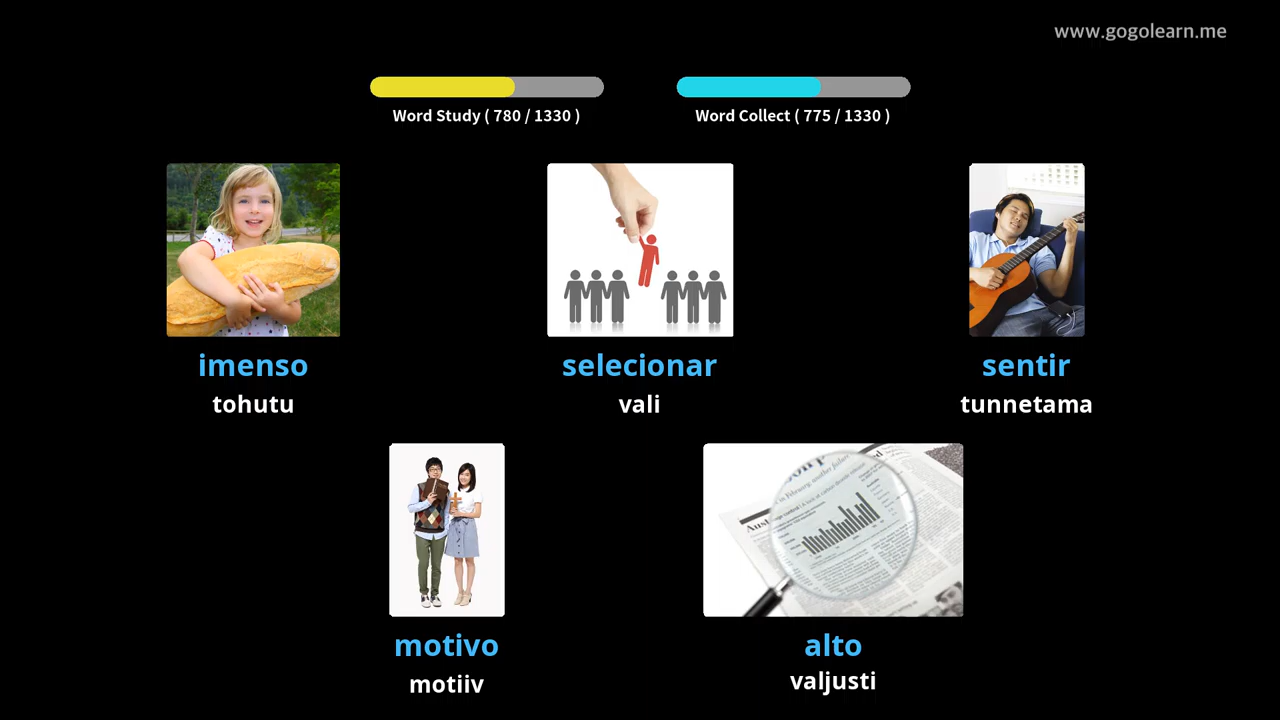 www.gogolearn.me
Word Study ( 780 / 1330 )
Word Collect ( 775 / 1330 )
imenso
tohutu
selecionar
vali
sentir
tunnetama
motivo
motiiv
alto
valjusti